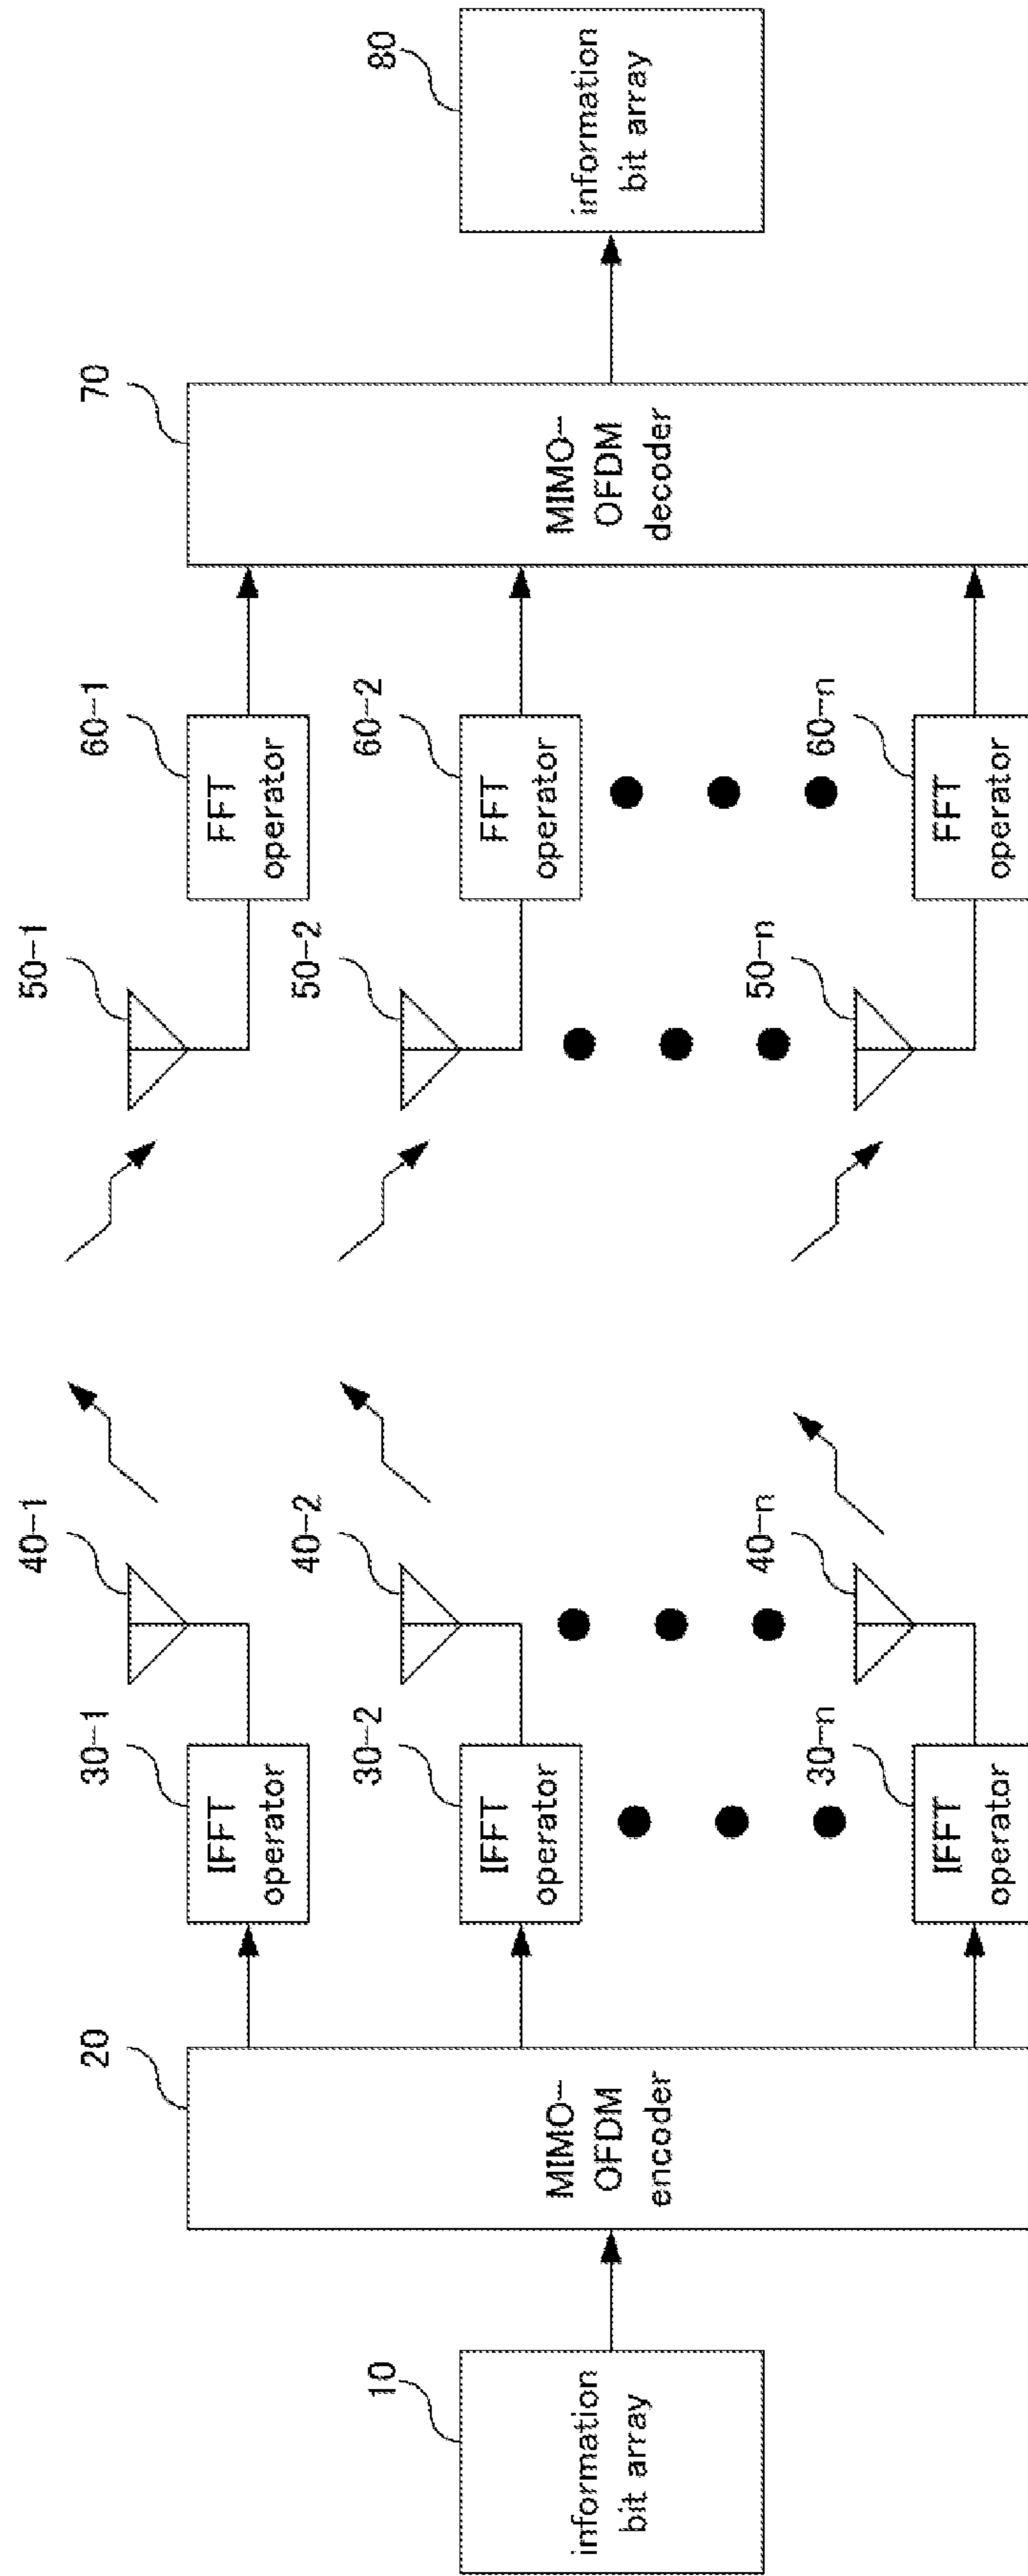 10
information
bit array
20
MIMO-
OFDM
encoder
30-1
IFFT
operator
30-2
IFFT
operator
30-n
IFFT
operator
40-1
40-2
40-n
50-1
50-2
50-n
60-1
FFT
operator
60-2
FFT
operator
60-n
FFT
operator
70
MIMO-
OFDM
decoder
80
information
bit array